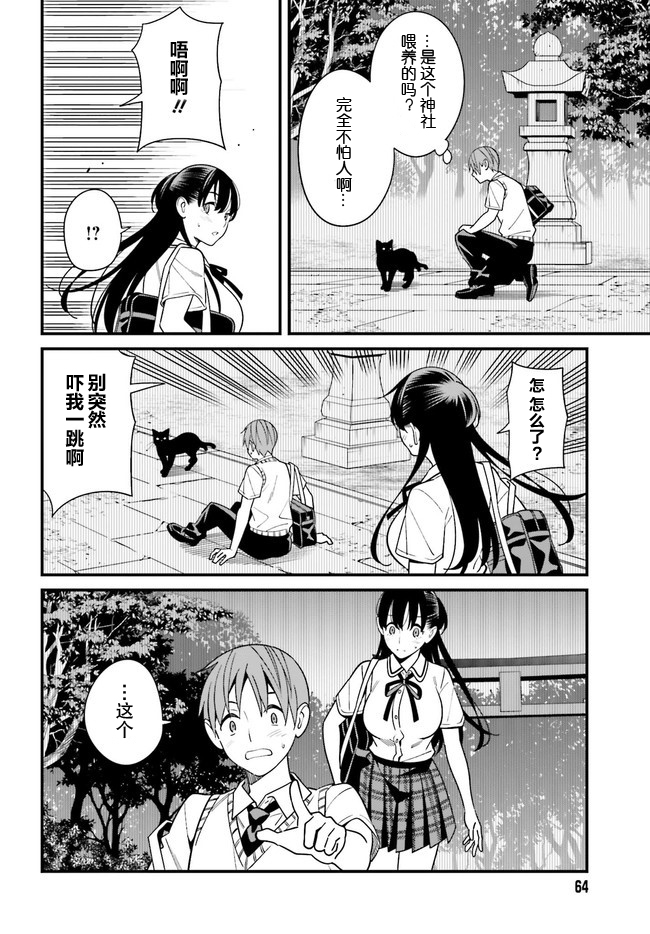 …是这个神社
喂养的吗？
完全不怕人啊…
唔啊啊!!
!?
怎怎么了？
别突然
吓我一跳啊
…这个
64